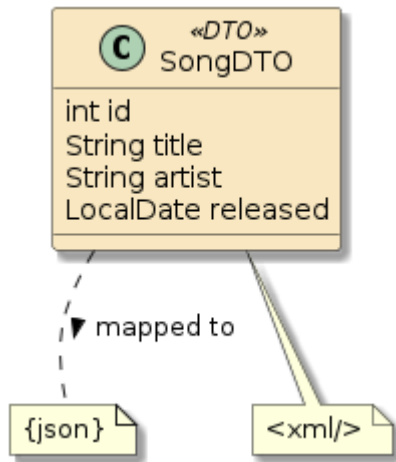 C
«DTO»
SongDTO
int id
String title
String artist
LocalDate released
mapped to
{json}
<xml/>